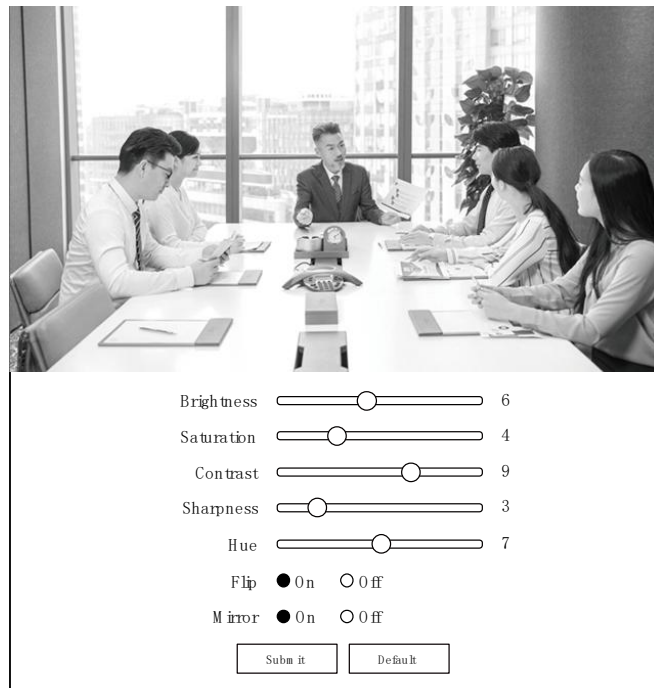 Brightness 6
Saturation 4
Contrast 9
Sharpness 3
Hue 7
Flip On Off
Mirror On Off
Submit Default